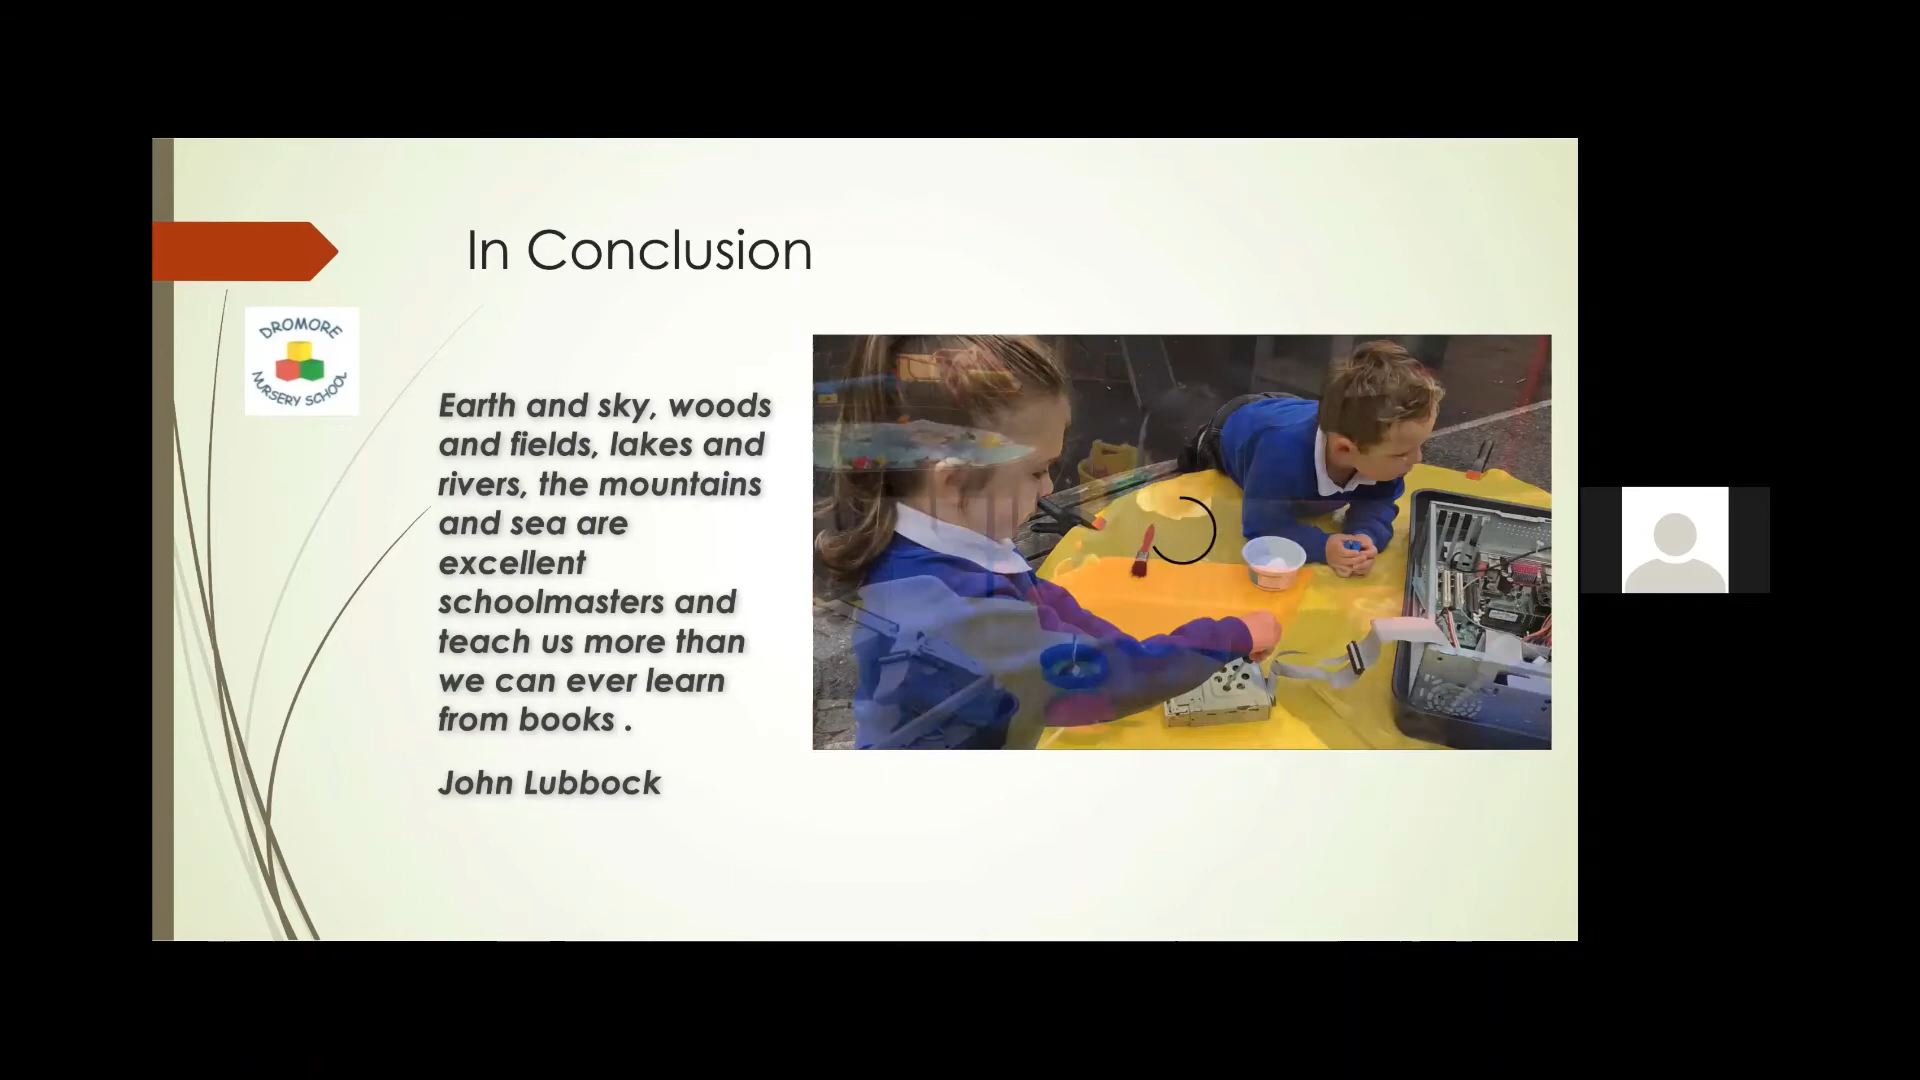 In Conclusion
DROMORE
NURSERY SCHOOL
Earth and sky, woods
and fields, lakes and
rivers, the mountains
and sea are
excellent
schoolmasters and
teach us more than
we can ever learn
from books .
John Lubbock